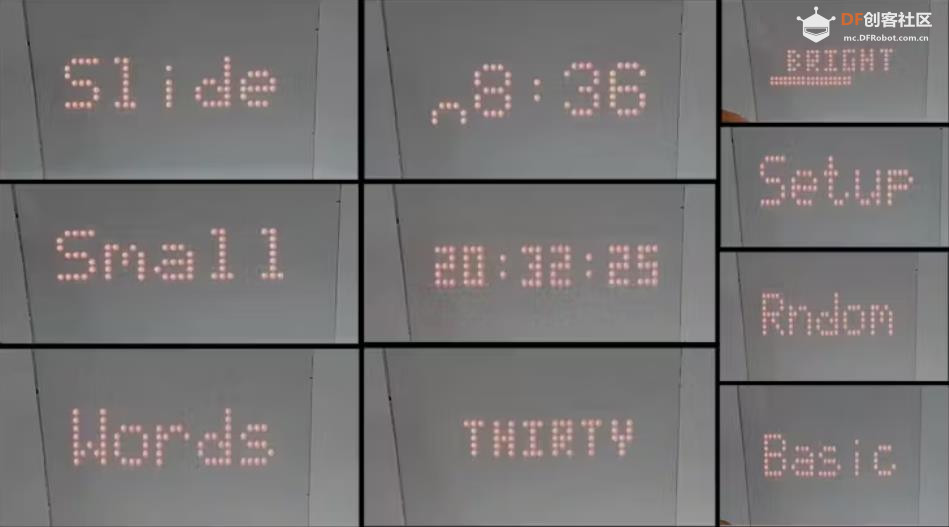 Slide
8:36
DF创客社区
mc.DFRobot.com.cn
BRIGHT
Setup
Small
20:32:25
Rndom
Words
THIRTY
Basic